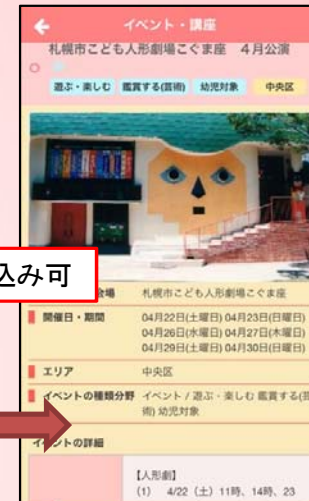 イベント・講座
札幌市こども人形劇場こぐま座 4月公演
遊ぶ・楽しむ 鑑賞する(芸術) 幼児対象 中央区
込み可
会場 札幌市こども人形劇場こぐま座
開催日・期間 04月22日(土曜日) 04月23日(日曜日)
04月26日(水曜日) 04月27日(木曜日)
04月29日(土曜日) 04月30日(日曜日)
エリア 中央区
イベントの種類分野 イベント / 遊ぶ・楽しむ 鑑賞する(芸
術) 幼児対象
イベントの詳細
【人形劇】
(1) 4/22(土)11時、14時、23